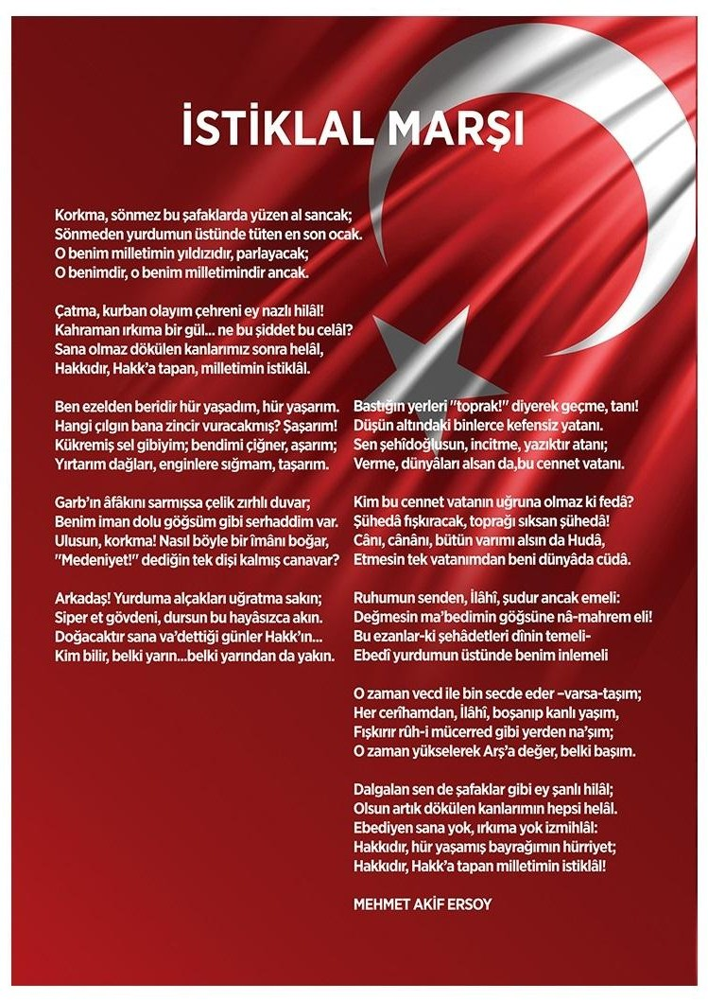 İSTİKLAL MARŞI
Korkma, sönmez bu şafaklarda yüzen al sancak;
Sönmeden yurdumun üstünde tüten en son ocak.
O benim milletimin yıldızıdır, parlayacak;
O benimdir, o benim milletimindir ancak.
Çatma, kurban olayım çehreni ey nazlı hilâl!
Kahraman ırkıma bir gül... ne bu şiddet bu celâl?
Sana olmaz dökülen kanlarımız sonra helâl,
Hakkıdır, Hakk’a tapan, milletimin istiklâl.
Ben ezelden beridir hür yaşadım, hür yaşarım.
Hangi çılgın bana zincir vuracakmış? Şaşarım!
Kükremiş sel gibiyim; bendimi çiğner, aşarım;
Yırtarım dağları, enginlere sığmam, taşarım.
Garb’ın âfâkını sarmışsa çelik zırhlı duvar;
Benim iman dolu göğsüm gibi serhaddim var.
Ulusun, korkma! Nasıl böyle bir îmânı boğar,
"Medeniyet!" dediğin tek dişi kalmış canavar?
Arkadaş! Yurduma alçakları uğratma sakın;
Siper et gövdeni, dursun bu hayâsızca akın.
Doğacaktır sana va’dettiği günler Hakk’ın...
Kim bilir, belki yarın...belki yarından da yakın.
Bastığın yerleri "toprak!" diyerek geçme, tanı!
Düşün altındaki binlerce kefensiz yatanı.
Sen şehîdoğlusun, incitme, yazıktır atanı;
Verme, dünyâları alsan da,bu cennet vatanı.
Kim bu cennet vatanın uğruna olmaz ki fedâ?
Şühedâ fışkıracak, toprağı sıksan şühedâ!
Cânı, cânânı, bütün varımı alsın da Hudâ,
Etmesin tek vatanımdan beni dünyâda cüdâ.
Ruhumun senden, İlâhî, şudur ancak emeli:
Değmesin ma’bedimin göğsüne nâ-mahrem eli!
Bu ezanlar-ki şehâdetleri dînin temeli-
Ebedî yurdumun üstünde benim inlemeli
O zaman vecd ile bin secde eder –varsa-taşım;
Her cerîhamdan, İlâhî, boşanıp kanlı yaşım,
Fışkırır rûh-i mücerred gibi yerden na’şım;
O zaman yükselerek Arş’a değer, belki başım.
Dalgalan sen de şafaklar gibi ey şanlı hilâl;
Olsun artık dökülen kanlarımın hepsi helâl.
Ebediyen sana yok, ırkıma yok izmihlâl:
Hakkıdır, hür yaşamış bayrağımın hürriyet;
Hakkıdır, Hakk’a tapan milletimin istiklâl!
MEHMET AKİF ERSOY